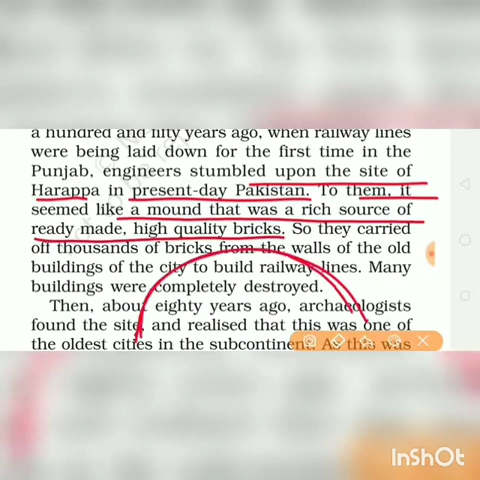 a hundred and fifty years ago, when railway lines
were being laid down for the first time in the
Punjab, engineers stumbled upon the site of
Harappa in present-day Pakistan. To them, it
seemed like a mound that was a rich source of
ready made, high quality bricks. So they carried
off thousands of bricks from the walls of the old
buildings of the city to build railway lines. Many
buildings were completely destroyed.
Then, about eighty years ago, archaeologists
found the site, and realised that this was one of
the oldest cities in the subcontinent. As this was
InShOt